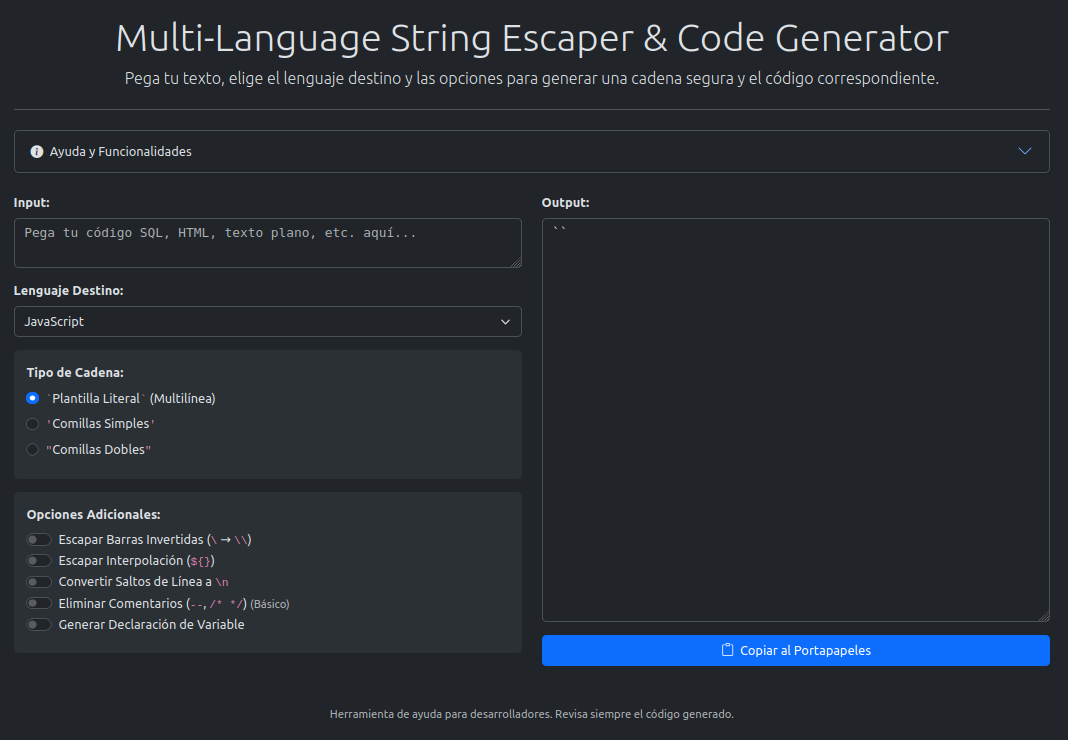 Multi-Language String Escaper & Code Generator
Pega tu texto, elige el lenguaje destino y las opciones para generar una cadena segura y el código correspondiente.
Ayuda y Funcionalidades
Input:
Pega tu código SQL, HTML, texto plano, etc. aquí...
Lenguaje Destino:
JavaScript
Tipo de Cadena:
`Plantilla Literal` (Multilínea)
'Comillas Simples'
"Comillas Dobles"
Opciones Adicionales:
Escapar Barras Invertidas (\ → \\)
Escapar Interpolación (${})
Convertir Saltos de Línea a \n
Eliminar Comentarios (--, /* */) (Básico)
Generar Declaración de Variable
Output:
``
Copiar al Portapapeles
Herramienta de ayuda para desarrolladores. Revisa siempre el código generado.